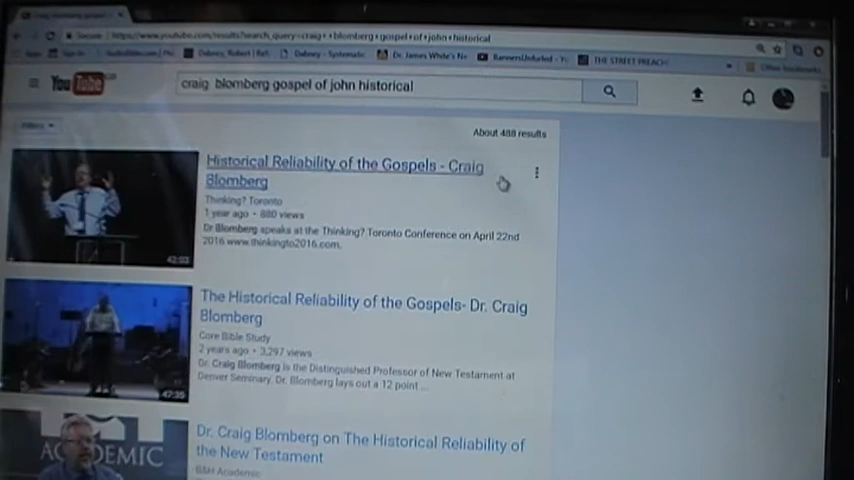 Secure https://www.youtube.com/results?search_query=craig++blomberg+gospel+of+john+historical
Dabney, Robert Dabney - Systematic Dr. James White's Ne BannersUnfurled - Yo THE STREET PREACH Other bookmarks
YouTube craig blomberg gospel of john historical
Filters About 488 results
Historical Reliability of the Gospels - Craig
Blomberg
Thinking? Toronto
1 year ago • 880 views
Dr Blomberg speaks at the Thinking? Toronto Conference on April 22nd
2016 www.thinkingto2016.com.
42:03
The Historical Reliability of the Gospels- Dr. Craig
Blomberg
Core Bible Study
2 years ago • 3,297 views
Dr. Craig Blomberg is the Distinguished Professor of New Testament at
Denver Seminary. Dr. Blomberg lays out a 12 point ...
47:35
Dr. Craig Blomberg on The Historical Reliability of
the New Testament
B&H Academic
ACADEMIC